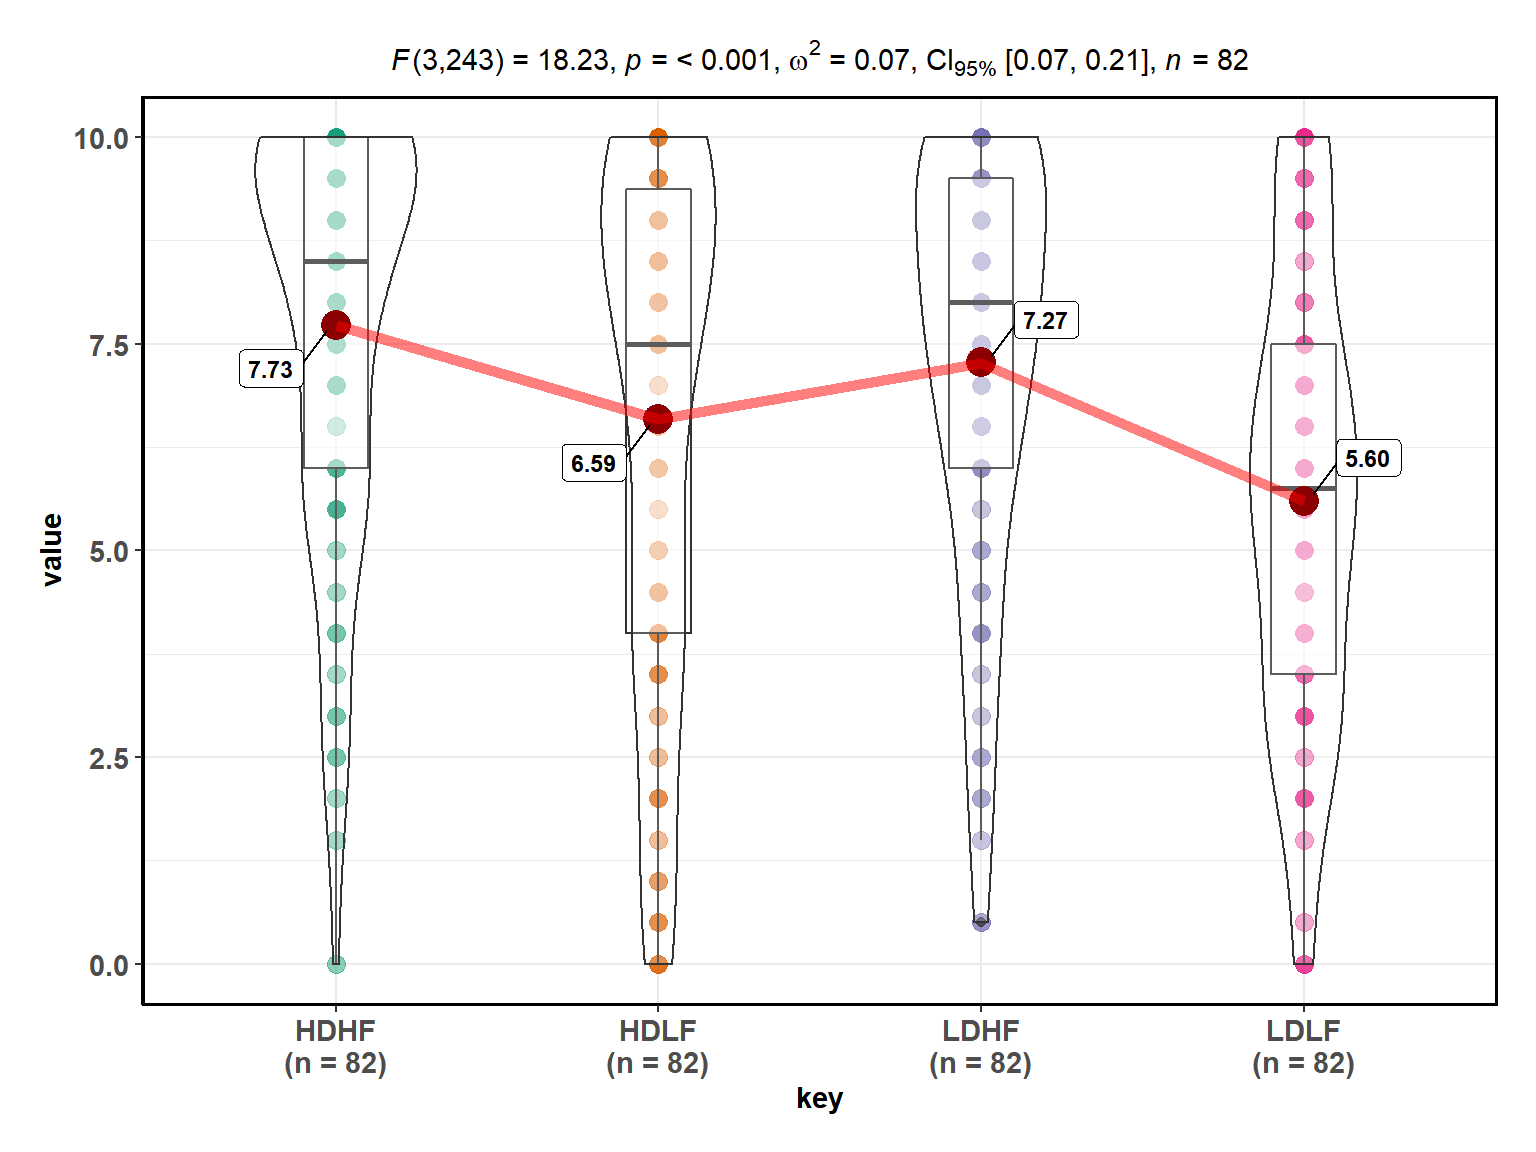 F(3,243) = 18.23, p = < 0.001, ω² = 0.07, CI95% [0.07, 0.21], n = 82
value
10.0
7.5
5.0
2.5
0.0
7.73
6.59
7.27
5.60
HDHF
(n = 82)
HDLF
(n = 82)
LDHF
(n = 82)
LDLF
(n = 82)
key